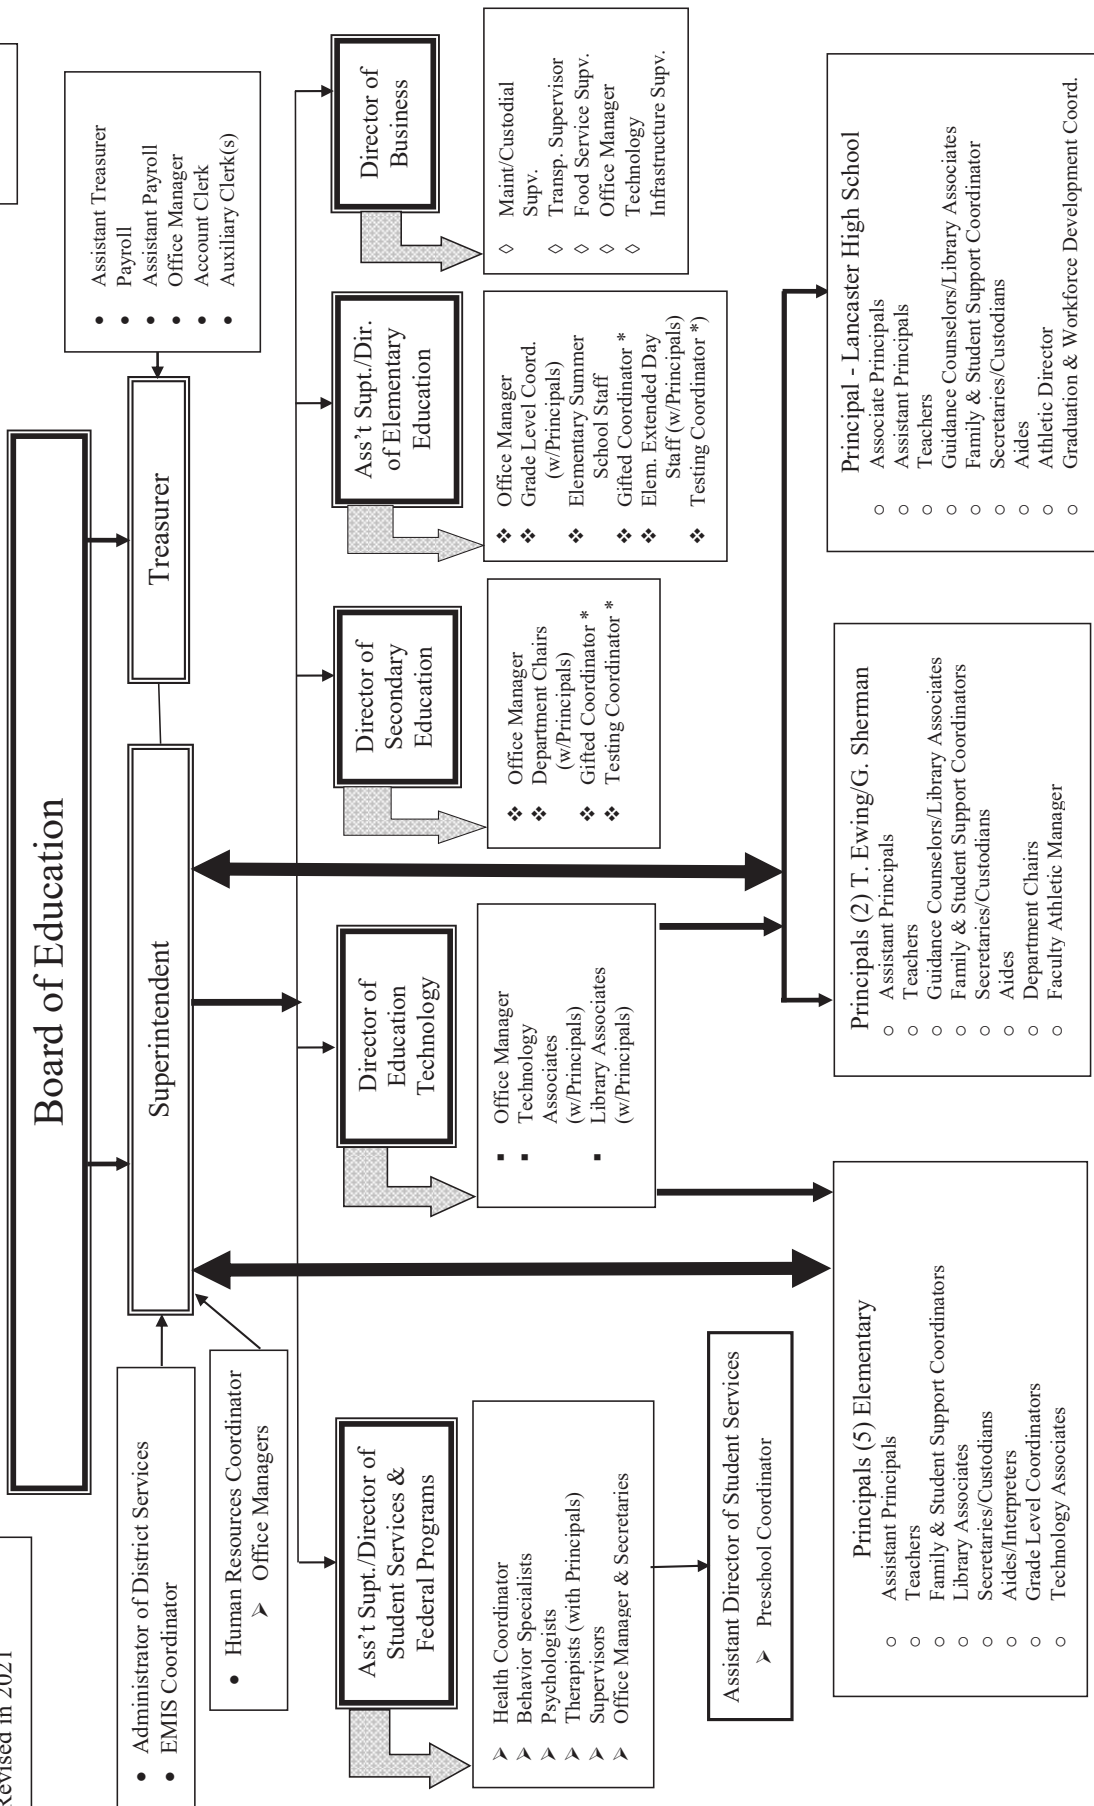 Revised in 2021
Board of Education
Superintendent
Treasurer
• Assistant Treasurer
• Payroll
• Assistant Payroll
• Office Manager
• Account Clerk
• Auxiliary Clerk(s)
• Administrator of District Services
• EMIS Coordinator
• Human Resources Coordinator
➢ Office Managers
Ass't Supt./Director of
Student Services &
Federal Programs
➢ Health Coordinator
➢ Behavior Specialists
➢ Psychologists
➢ Therapists (with Principals)
➢ Supervisors
➢ Office Manager & Secretaries
Assistant Director of Student Services
➢ Preschool Coordinator
Director of
Education
Technology
▪ Office Manager
▪ Technology
Associates
(w/Principals)
▪ Library Associates
(w/Principals)
Director of
Secondary
Education
❖ Office Manager
❖ Department Chairs
(w/Principals)
❖ Gifted Coordinator *
❖ Testing Coordinator *
Ass't Supt./Dir.
of Elementary
Education
❖ Office Manager
❖ Grade Level Coord.
(w/Principals)
❖ Elementary Summer
School Staff
❖ Gifted Coordinator *
❖ Elem. Extended Day
Staff (w/Principals)
❖ Testing Coordinator *)
Director of
Business
◊ Maint/Custodial
Supv.
◊ Transp. Supervisor
◊ Food Service Supv.
◊ Office Manager
◊ Technology
Infrastructure Supv.
Principals (5) Elementary
○ Assistant Principals
○ Teachers
○ Family & Student Support Coordinators
○ Library Associates
○ Secretaries/Custodians
○ Aides/Interpreters
○ Grade Level Coordinators
○ Technology Associates
Principals (2) T. Ewing/G. Sherman
○ Assistant Principals
○ Teachers
○ Guidance Counselors/Library Associates
○ Family & Student Support Coordinators
○ Secretaries/Custodians
○ Aides
○ Department Chairs
○ Faculty Athletic Manager
Principal - Lancaster High School
○ Associate Principals
○ Assistant Principals
○ Teachers
○ Guidance Counselors/Library Associates
○ Family & Student Support Coordinator
○ Secretaries/Custodians
○ Aides
○ Athletic Director
○ Graduation & Workforce Development Coord.